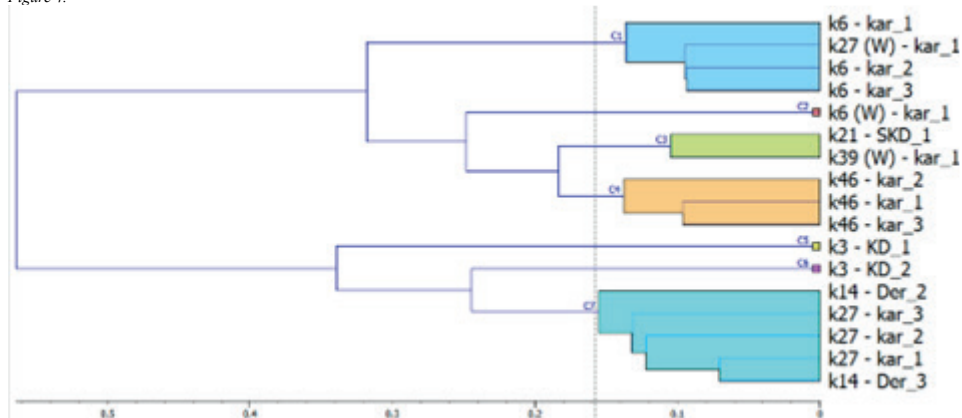 C1
k6 - kar_1
k27 (W) - kar_1
k6 - kar_2
k6 - kar_3
C2
k6 (W) - kar_1
C3
k21 - SKD_1
k39 (W) - kar_1
C4
k46 - kar_2
k46 - kar_1
k46 - kar_3
C5
k3 - KD_1
C6
k3 - KD_2
C7
k14 - Der_2
k27 - kar_3
k27 - kar_2
k27 - kar_1
k14 - Der_3
0.5 0.4 0.3 0.2 0.1 0